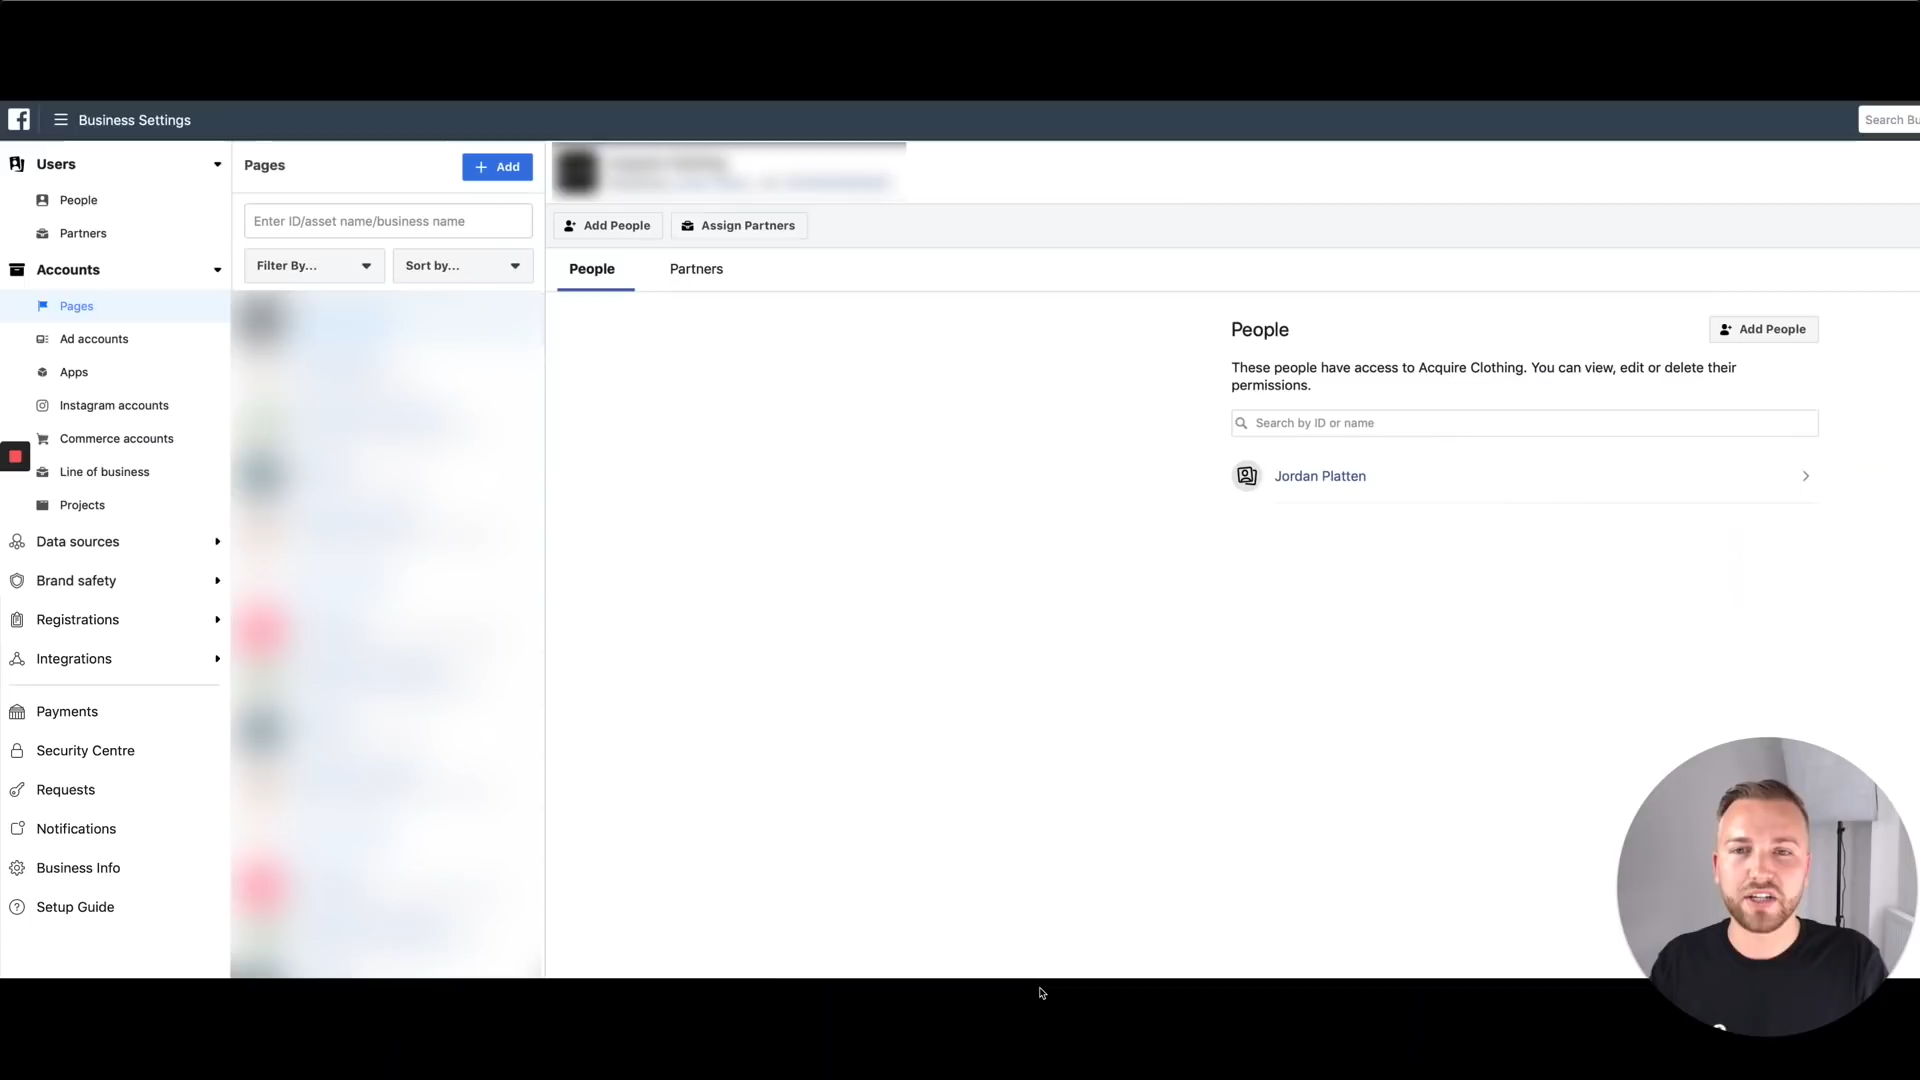 Business Settings
Search Bu
Users
People
Partners
Accounts
Pages
Ad accounts
Apps
Instagram accounts
Commerce accounts
Line of business
Projects
Data sources
Brand safety
Registrations
Integrations
Payments
Security Centre
Requests
Notifications
Business Info
Setup Guide
Pages
+ Add
Enter ID/asset name/business name
Filter By...
Sort by...
Add People
Assign Partners
People
Partners
People
Add People
These people have access to Acquire Clothing. You can view, edit or delete their
permissions.
Search by ID or name
Jordan Platten